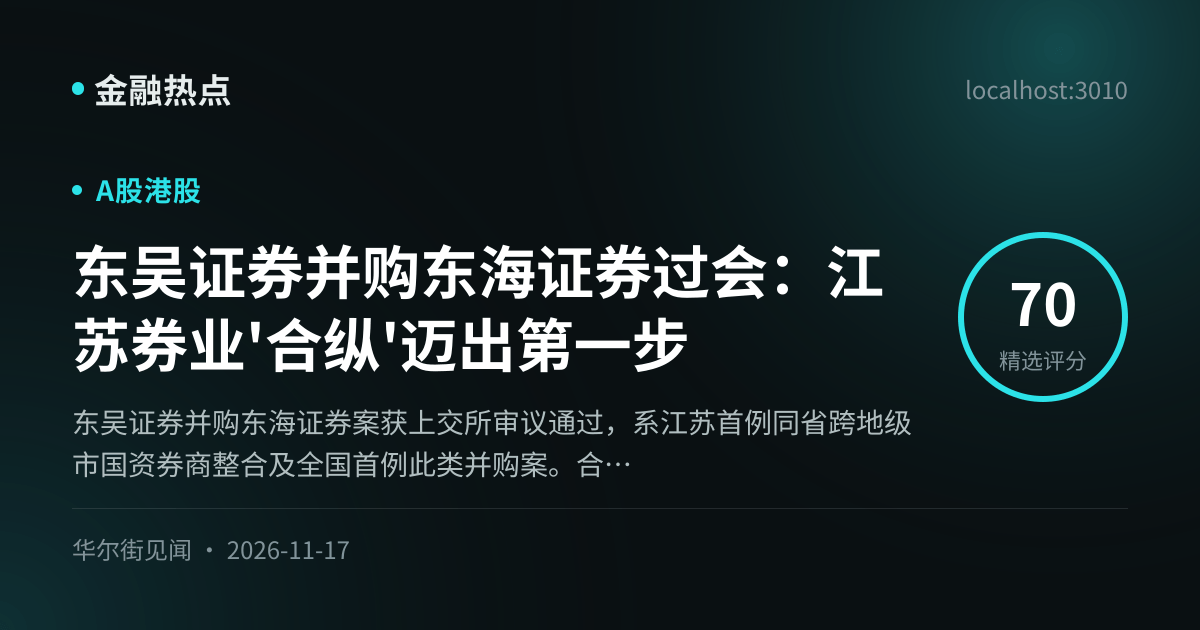 金融热点
localhost:3010
A股港股
东吴证券并购东海证券过会：江
苏券业'合纵'迈出第一步
70
精选评分
东吴证券并购东海证券案获上交所审议通过，系江苏首例同省跨地级
市国资券商整合及全国首例此类并购案。合…
华尔街见闻 · 2026-11-17